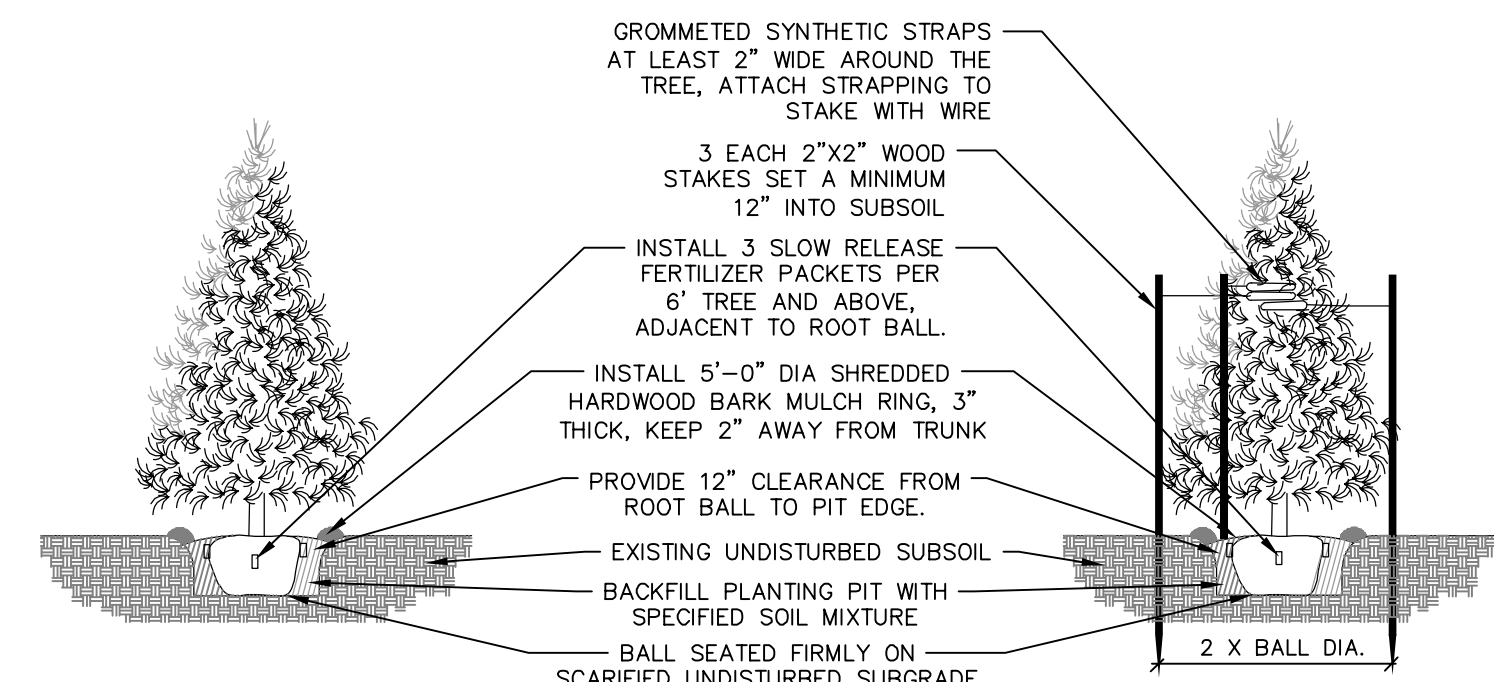 GROMMETED SYNTHETIC STRAPS
AT LEAST 2” WIDE AROUND THE
TREE, ATTACH STRAPPING TO
STAKE WITH WIRE
3 EACH 2”X2” WOOD
STAKES SET A MINIMUM
12” INTO SUBSOIL
INSTALL 3 SLOW RELEASE
FERTILIZER PACKETS PER
6’ TREE AND ABOVE,
ADJACENT TO ROOT BALL.
INSTALL 5’–0” DIA SHREDDED
HARDWOOD BARK MULCH RING, 3”
THICK, KEEP 2” AWAY FROM TRUNK
PROVIDE 12” CLEARANCE FROM
ROOT BALL TO PIT EDGE.
EXISTING UNDISTURBED SUBSOIL
BACKFILL PLANTING PIT WITH
SPECIFIED SOIL MIXTURE
BALL SEATED FIRMLY ON
SCARIFIED UNDISTURBED SUBGRADE
2 X BALL DIA.